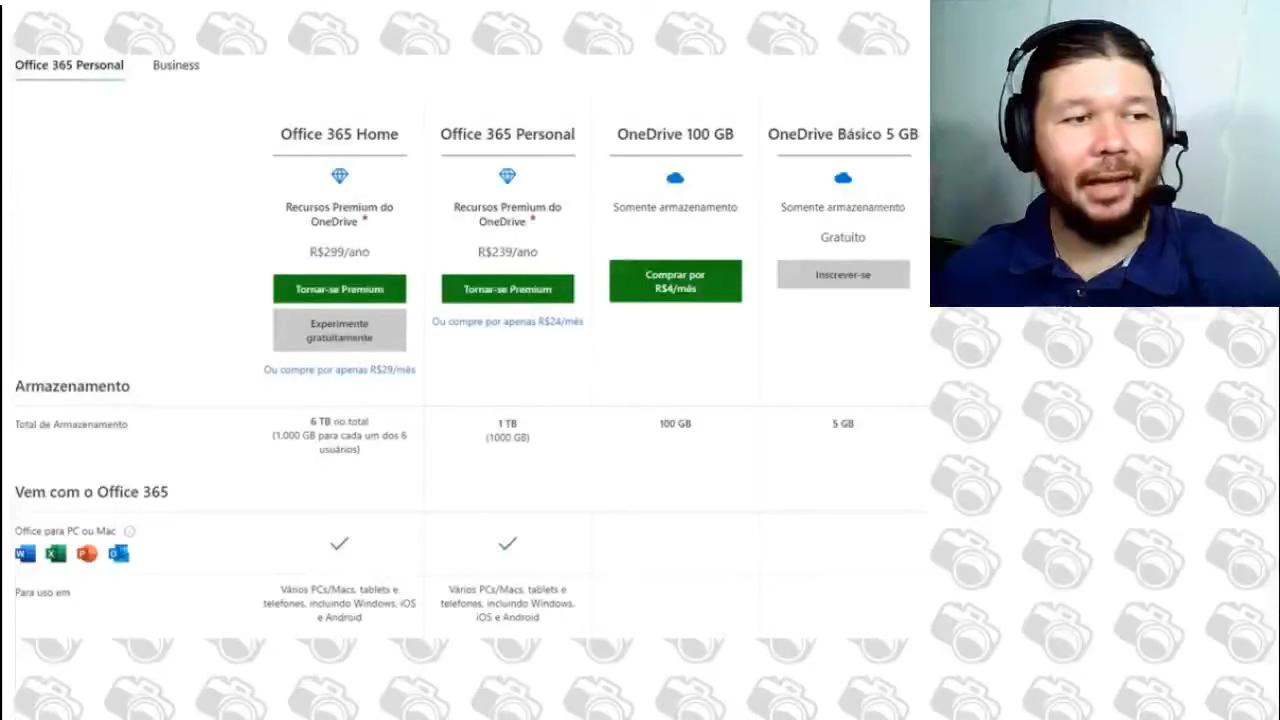 Office 365 Personal Business
Office 365 Home Office 365 Personal OneDrive 100 GB OneDrive Básico 5 GB
Recursos Premium do Recursos Premium do Somente armazenamento Somente armazenamento
OneDrive * OneDrive *
Gratuito
R$299/ano R$239/ano
Tornar-se Premium Tornar-se Premium Comprar por Inscrever-se
R$4/mês
Experimente Ou compre por apenas R$24/mês
gratuitamente
Ou compre por apenas R$29/mês
Armazenamento
Total de Armazenamento 6 TB no total 1 TB 100 GB 5 GB
(1.000 GB para cada um dos 6 (1000 GB)
usuários)
Vem com o Office 365
Office para PC ou Mac
W X P O
Para uso em Vários PCs/Macs, tablets e Vários PCs/Macs, tablets e
telefones, incluindo Windows, iOS telefones, incluindo Windows,
e Android iOS e Android